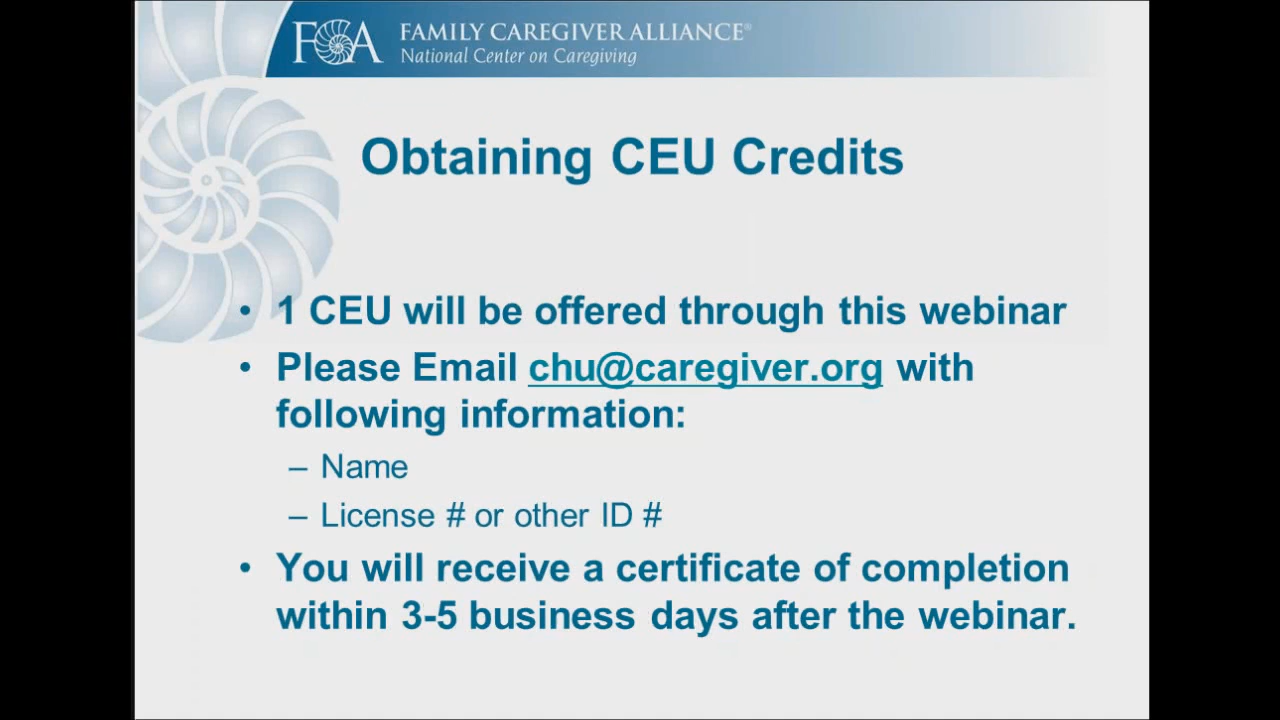 FCA FAMILY CAREGIVER ALLIANCE®
National Center on Caregiving
Obtaining CEU Credits
• 1 CEU will be offered through this webinar
• Please Email chu@caregiver.org with
following information:
– Name
– License # or other ID #
• You will receive a certificate of completion
within 3-5 business days after the webinar.